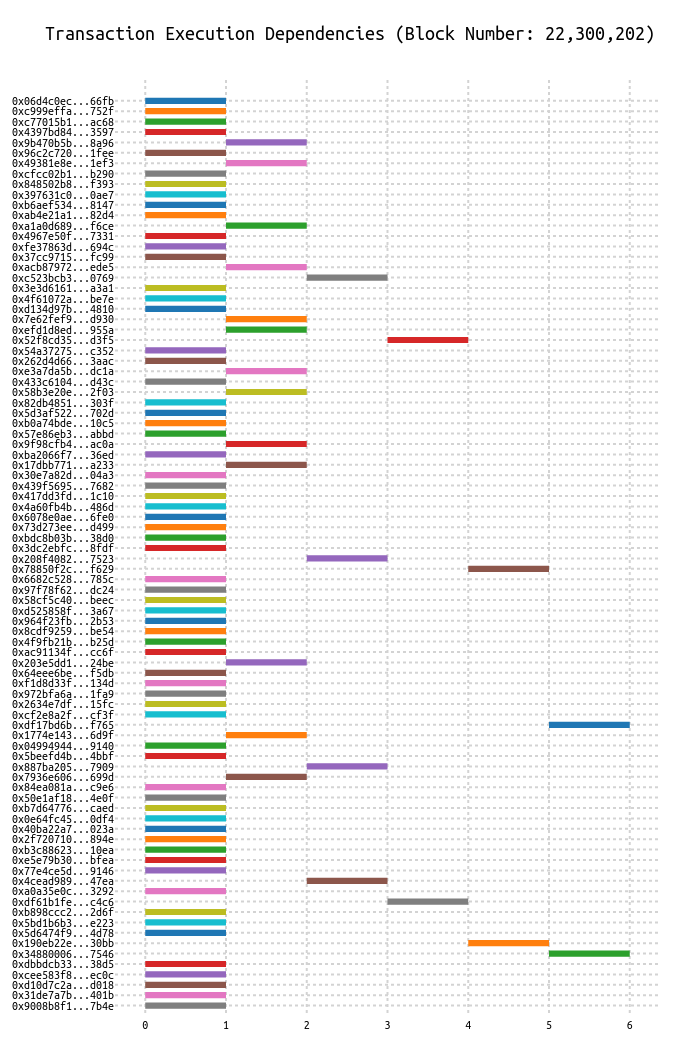 Transaction Execution Dependencies (Block Number: 22,300,202)
0x06d4c0ec...66fb
0xc999effa...752f
0xc77015b1...ac68
0x4397bd84...3597
0x9b470b5b...8a96
0x96c2c720...1fee
0x49381e8e...1ef3
0xcfcc02b1...b290
0x848502b8...f393
0x397631c0...0ae7
0xb6aef534...8147
0xab4e21a1...82d4
0xa1a0d689...f6ce
0x4967e50f...7331
0xfe37863d...694c
0x37cc9715...fc99
0xacb87972...ede5
0xc523bcb3...0769
0x3e3d6161...a3a1
0x4f61072a...be7e
0xd134d97b...4810
0x7e62fef9...d930
0xefd1d8ed...955a
0x52f8cd35...d3f5
0x54a37275...c352
0x262d4d66...3aac
0xe3a7da5b...dc1a
0x433c6104...d43c
0x58b3e20e...2f03
0x82db4851...303f
0x5d3af522...702d
0xb0a74bde...10c5
0x57e86eb3...abbd
0x9f98cfb4...ac0a
0xba2066f7...36ed
0x17dbb771...a233
0x30e7a82d...04a3
0x439f5695...7682
0x417dd3fd...1c10
0x4a60fb4b...486d
0x6078e0ae...6fe0
0x73d273ee...d499
0xbdc8b03b...38d0
0x3dc2ebfc...8fdf
0x208f4082...7523
0x78850f2c...f629
0x6682c528...785c
0x97f78f62...dc24
0x58cf5c40...beec
0xd525858f...3a67
0x964f23fb...2b53
0x8cdf9259...be54
0x4f9fb21b...b25d
0xac91134f...cc6f
0x203e5dd1...24be
0x64eee6be...f5db
0xf1d8d33f...134d
0x972bfa6a...1fa9
0x2634e7df...15fc
0xcf2e8a2f...cf3f
0xdf17bd6b...f765
0x1774e143...6d9f
0x04994944...9140
0x5beefd4b...4bbf
0x887ba205...7909
0x7936e606...699d
0x84ea081a...c9e6
0x50e1af18...4e0f
0xb7d64776...caed
0x0e64fc45...0df4
0x40ba22a7...023a
0x2f720710...894e
0xb3c88623...10ea
0xe5e79b30...bfea
0x77e4ce5d...9146
0x4cead989...47ea
0xa0a35e0c...3292
0xdf61b1fe...c4c6
0xb898ccc2...2d6f
0x5bd1b6b3...e223
0x5d6474f9...4d78
0x190eb22e...30bb
0x34880006...7546
0xdbbdcb33...38d5
0xcee583f8...ec0c
0xd10d7c2a...d018
0x31de7a7b...401b
0x9008b8f1...7b4e
0 1 2 3 4 5 6